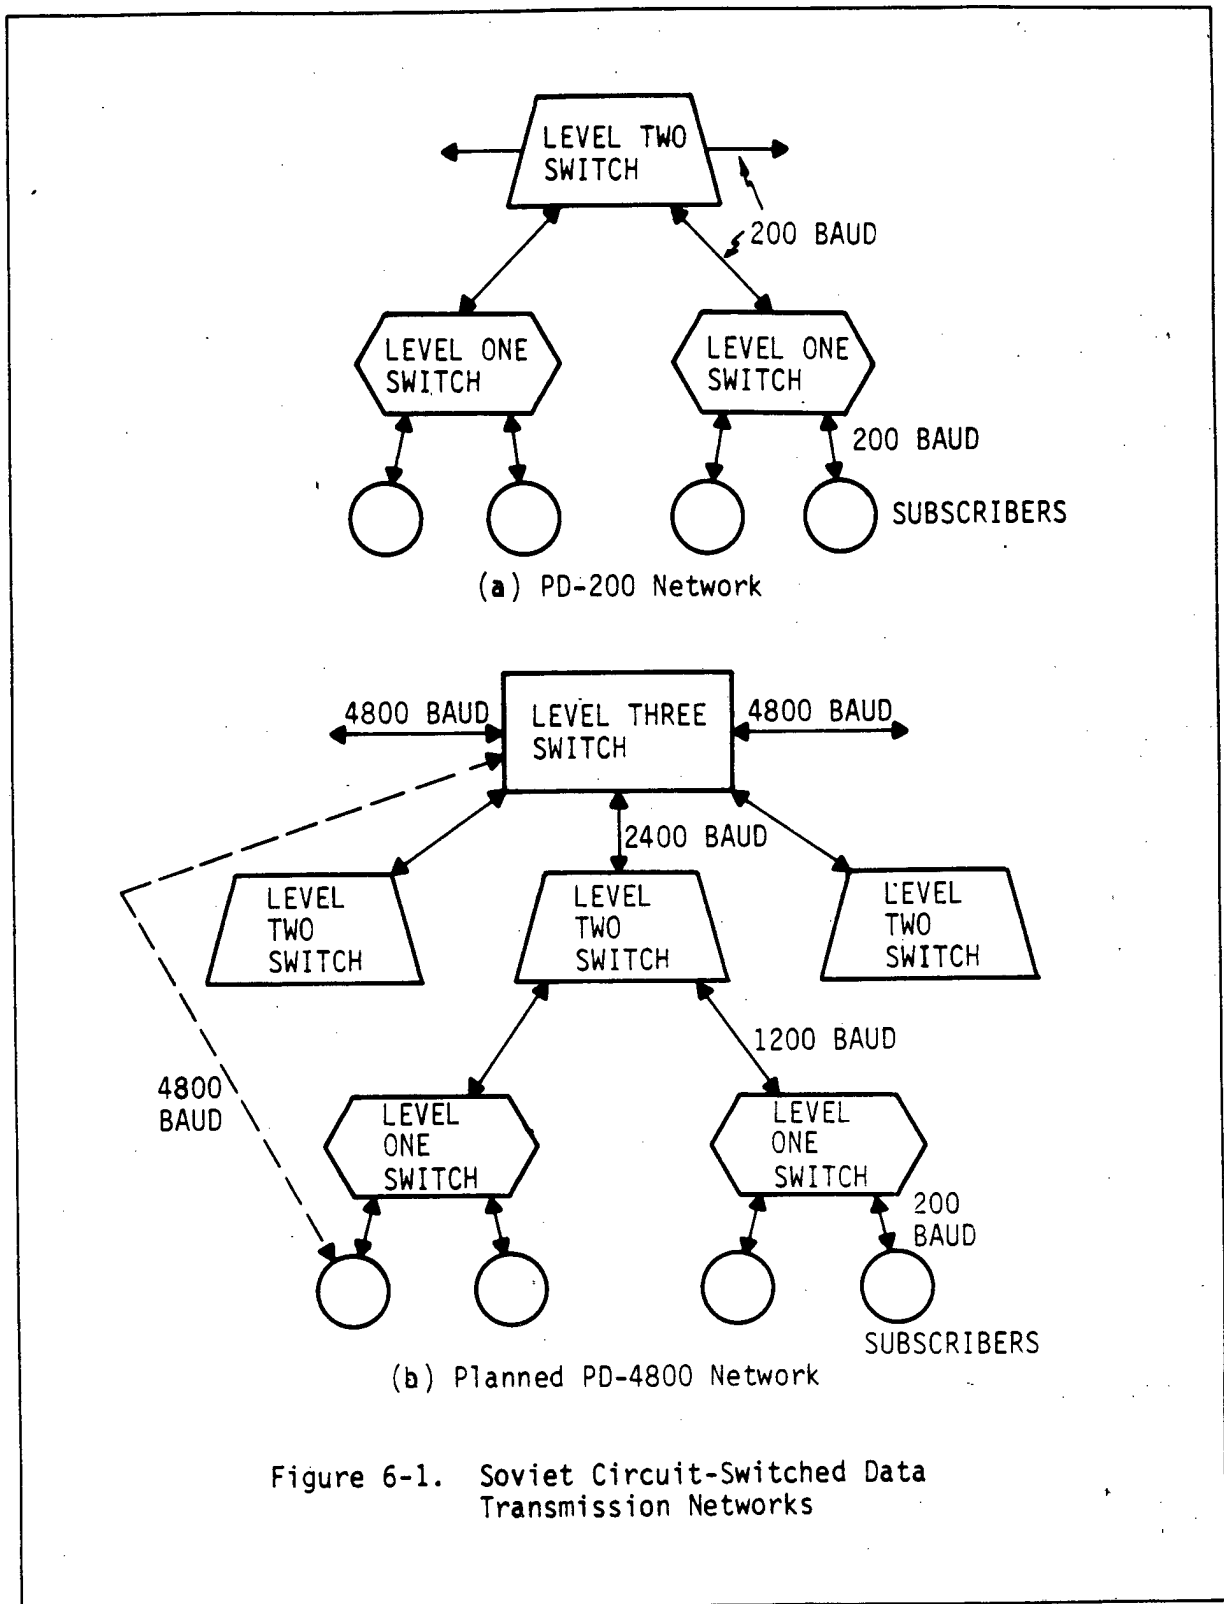 LEVEL TWO
SWITCH
200 BAUD
LEVEL ONE
SWITCH
LEVEL ONE
SWITCH
200 BAUD
SUBSCRIBERS
(a) PD-200 Network
4800 BAUD
LEVEL THREE
SWITCH
4800 BAUD
2400 BAUD
LEVEL
TWO
SWITCH
LEVEL
TWO
SWITCH
LEVEL
TWO
SWITCH
1200 BAUD
4800
BAUD
LEVEL
ONE
SWITCH
LEVEL
ONE
SWITCH
200
BAUD
SUBSCRIBERS
(b) Planned PD-4800 Network
Figure 6-1. Soviet Circuit-Switched Data
Transmission Networks